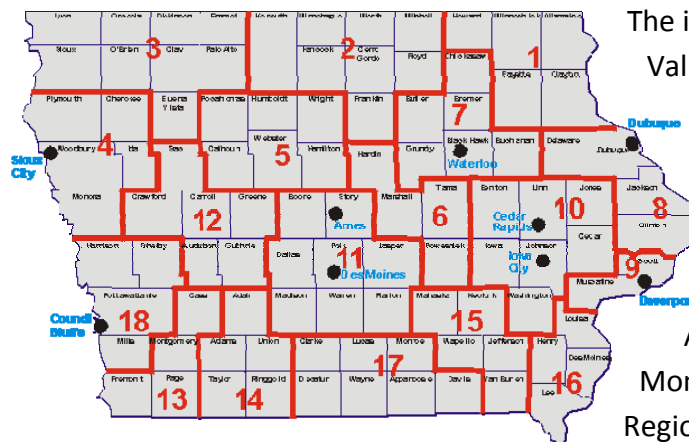 The i
Lyon Osceola Dickinson Emmet Winnebago Worth Mitchell Howard Winneshiek Allamakee
Sioux O'Brien Clay Palo Alto Hancock Cerro Gordo Floyd Chickasaw Fayette Clayton
3 2 1
Val
Plymouth Cherokee Buena Vista Pocahontas Humboldt Wright Franklin Butler Bremer
7
Dubuque
Woodbury Ida Sac Calhoun Webster Hamilton Hardin Grundy Black Hawk Buchanan Delaware Dubuque
4 5
Sioux City
Waterloo
Monona Crawford Carroll Greene Boone Story Marshall Tama Benton Linn Jones Jackson
12 6 10 8
Ames
Cedar Rapids
Clinton
Cedar
Harrison Shelby Audubon Guthrie Dallas Polk Jasper Poweshiek Iowa Johnson Scott
11 9
Des Moines
Iowa City
Muscatine
Davenpor
Pottawattamie Cass Adair Madison Warren Marion Mahaska Keokuk Washington Louisa
18 15
Council Bluffs
Mills Montgomery Adams Union Clarke Lucas Monroe Wapello Jefferson Henry
Des Moines
17
A
Fremont Page Taylor Ringgold Decatur Wayne Appanoose Davis Van Buren Lee
13 14 16
Mor
Regio